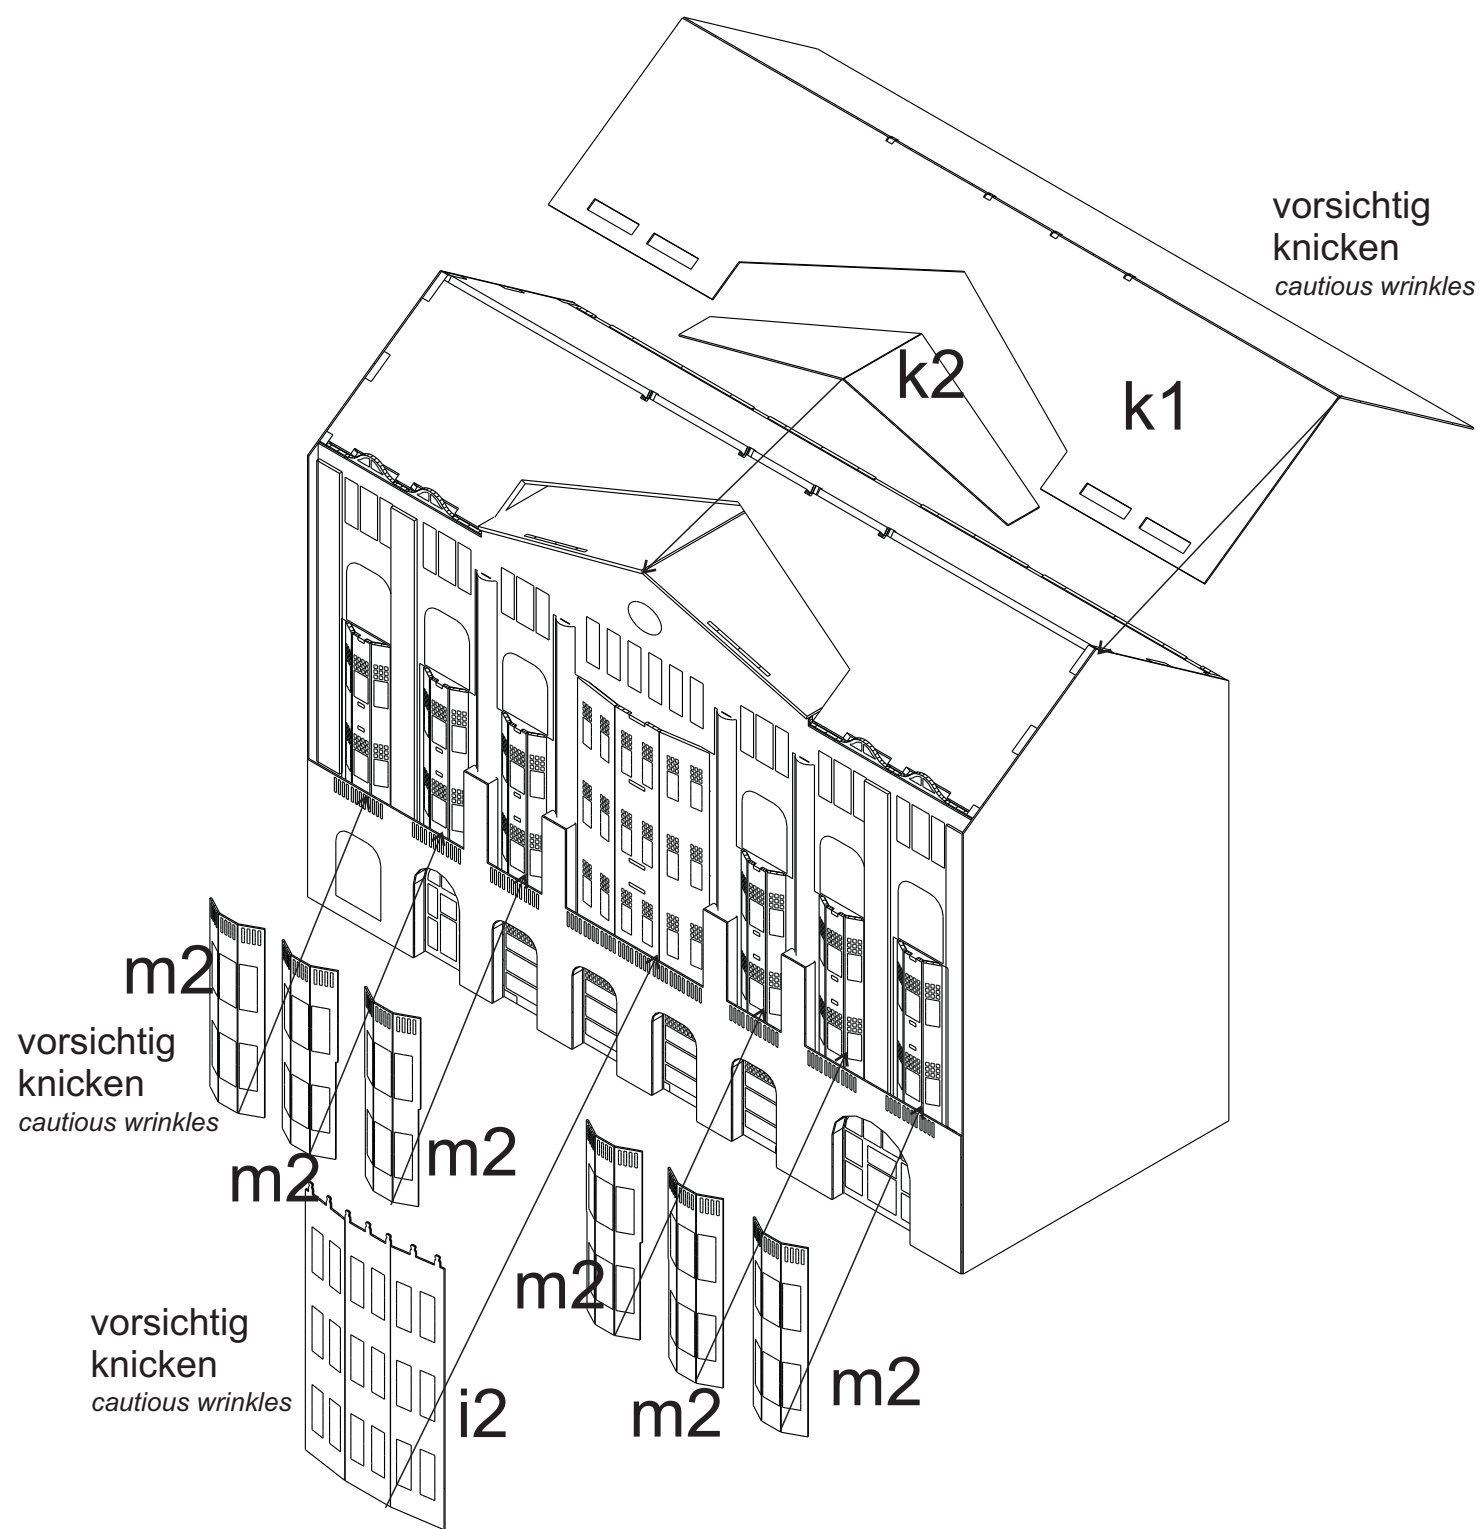 vorsichtig
knicken
cautious wrinkles
k2
k1
m2
vorsichtig
knicken
cautious wrinkles
m2
m2
m2
vorsichtig
knicken
cautious wrinkles
i2
m2
m2